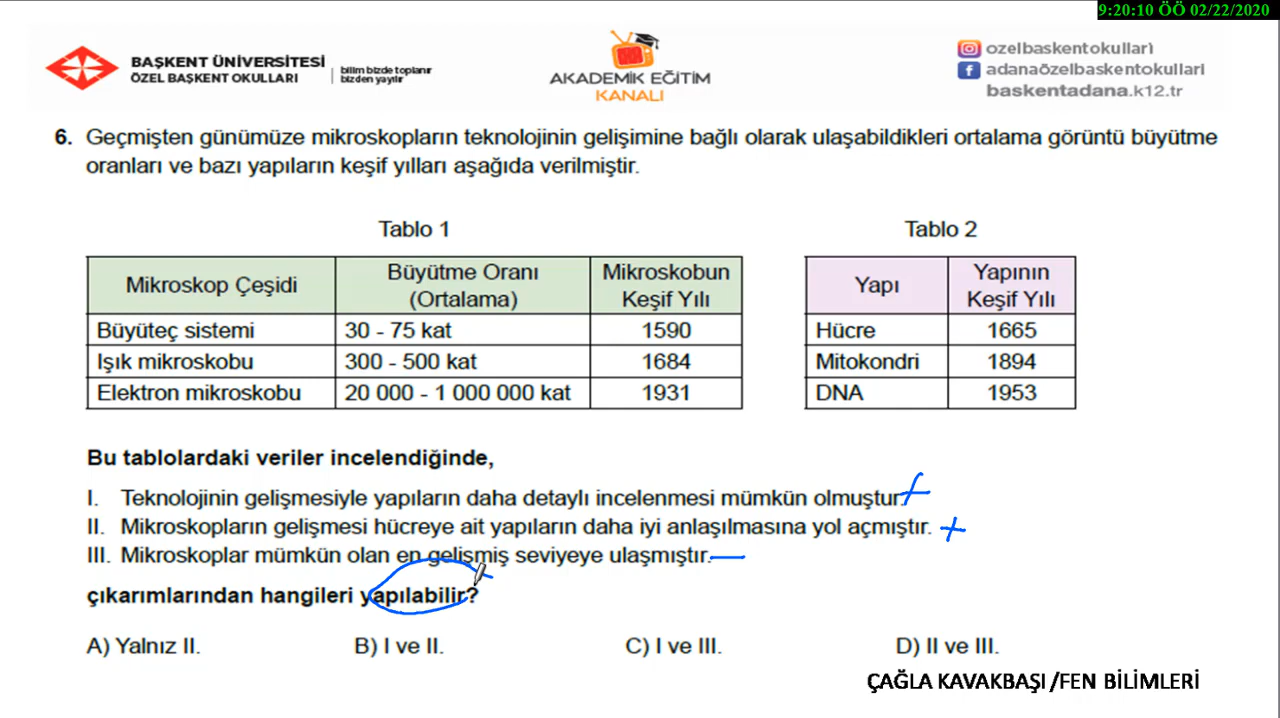 9:20:10 ÖÖ 02/22/2020
BAŞKENT ÜNİVERSİTESİ
ÖZEL BAŞKENT OKULLARI
bilim bizde toplanır
bizden yayılır
AKADEMİK EĞİTİM
KANALI
ozelbaskentokullarì
adanaözelbaskentokullari
baskentadana.k12.tr
6. Geçmişten günümüze mikroskopların teknolojinin gelişimine bağlı olarak ulaşabildikleri ortalama görüntü büyütme
oranları ve bazı yapıların keşif yılları aşağıda verilmiştir.
Tablo 1
Mikroskop Çeşidi Büyütme Oranı (Ortalama) Mikroskobun Keşif Yılı
Büyüteç sistemi 30 - 75 kat 1590
Işık mikroskobu 300 - 500 kat 1684
Elektron mikroskobu 20 000 - 1 000 000 kat 1931
Tablo 2
Yapı Yapının Keşif Yılı
Hücre 1665
Mitokondri 1894
DNA 1953
Bu tablolardaki veriler incelendiğinde,
I. Teknolojinin gelişmesiyle yapıların daha detaylı incelenmesi mümkün olmuştur. +
II. Mikroskopların gelişmesi hücreye ait yapıların daha iyi anlaşılmasına yol açmıştır. +
III. Mikroskoplar mümkün olan en gelişmiş seviyeye ulaşmıştır. —
çıkarımlarından hangileri yapılabilir?
A) Yalnız II. B) I ve II. C) I ve III. D) II ve III.
ÇAĞLA KAVAKBAŞI /FEN BİLİMLERİ